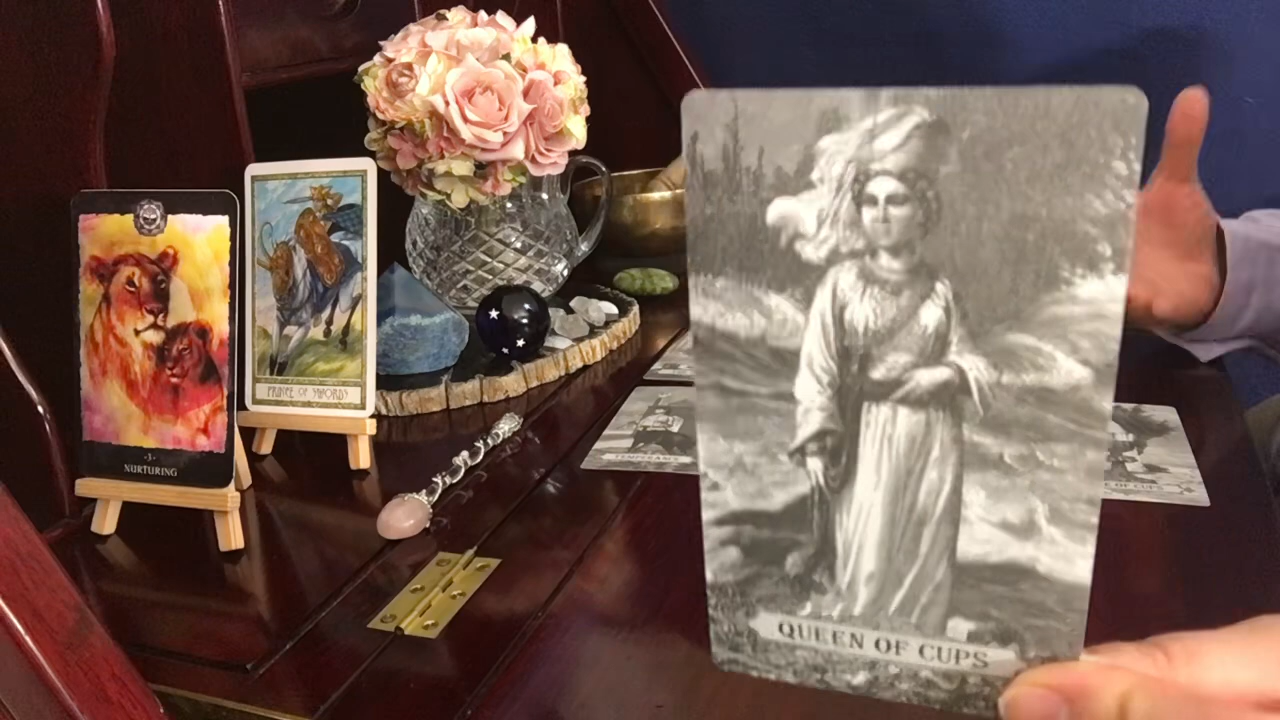 -3-
NURTURING
PRINCE OF SWORDS
TEMPERANCE
QUEEN OF CUPS
E OF CUPS